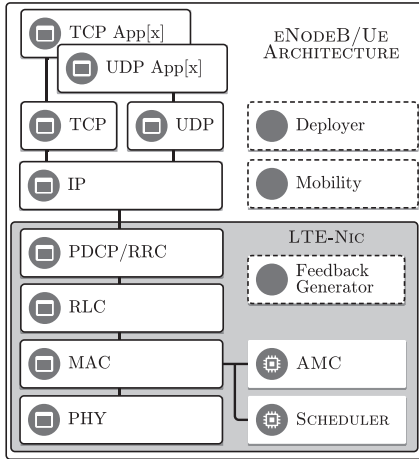 TCP App[x]
eNodeB/Ue
Architecture
UDP App[x]
TCP
UDP
Deployer
IP
Mobility
LTE-Nic
PDCP/RRC
Feedback
Generator
RLC
MAC
AMC
PHY
Scheduler